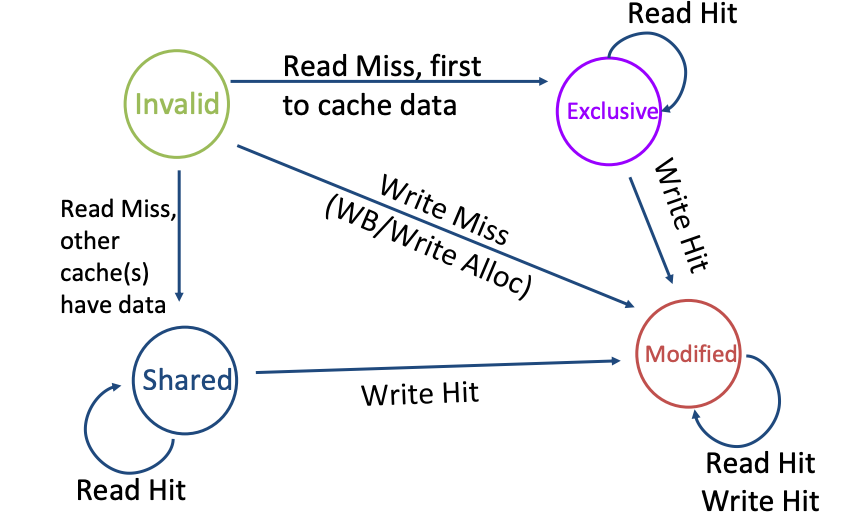 Read Hit
Read Miss, first
to cache data
Invalid
Exclusive
Write Miss
(WB/Write Alloc)
Write Hit
Read Miss,
other
cache(s)
have data
Modified
Shared
Write Hit
Read Hit
Read Hit
Write Hit